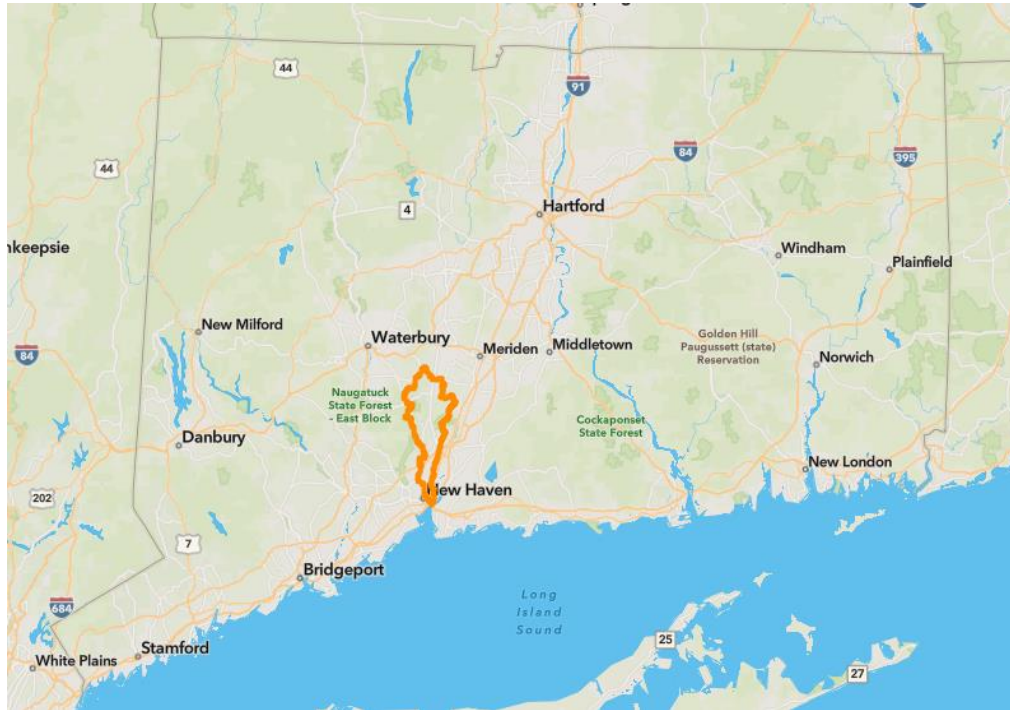 44
91
44
84
395
4
Hartford
nkeepsie
Windham
Plainfield
New Milford
Waterbury
Meriden
Middletown
Golden Hill
Paugussett (state)
Reservation
Norwich
84
Naugatuck
State Forest
- East Block
Cockaponset
State Forest
Danbury
New London
202
New Haven
7
Bridgeport
Long
Island
Sound
684
Stamford
25
White Plains
27